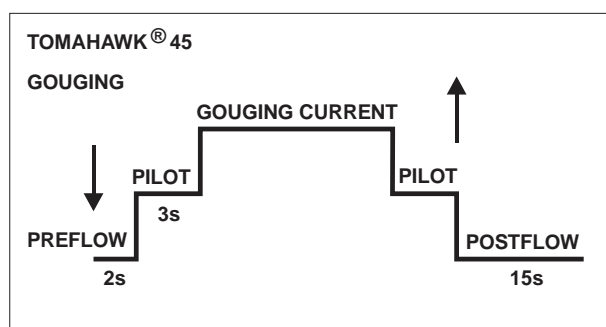 TOMAHAWK® 45
GOUGING
GOUGING CURRENT
PILOT
PILOT
3s
PREFLOW
POSTFLOW
2s
15s